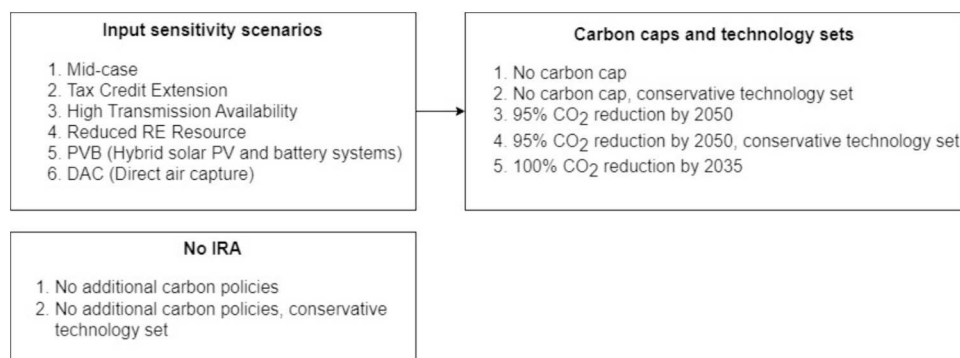 Input sensitivity scenarios
1. Mid-case
2. Tax Credit Extension
3. High Transmission Availability
4. Reduced RE Resource
5. PVB (Hybrid solar PV and battery systems)
6. DAC (Direct air capture)
Carbon caps and technology sets
1. No carbon cap
2. No carbon cap, conservative technology set
3. 95% CO2 reduction by 2050
4. 95% CO2 reduction by 2050, conservative technology set
5. 100% CO2 reduction by 2035
No IRA
1. No additional carbon policies
2. No additional carbon policies, conservative
technology set